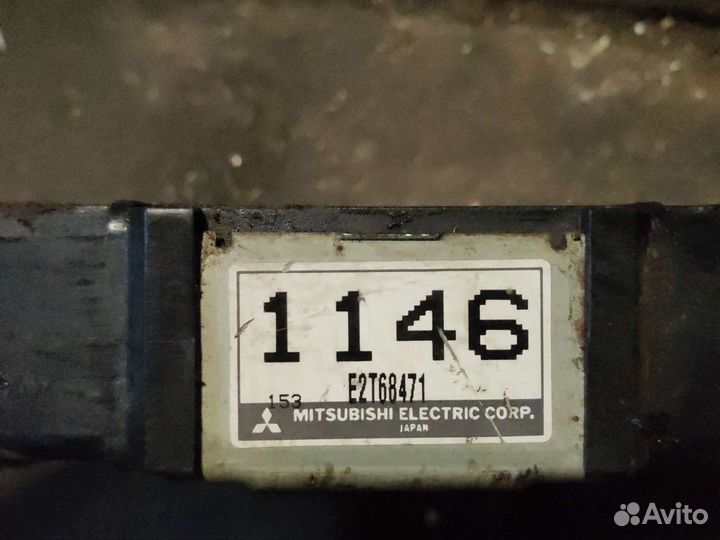 1146
E2T68471
153
MITSUBISHI ELECTRIC CORP.
JAPAN
Avito